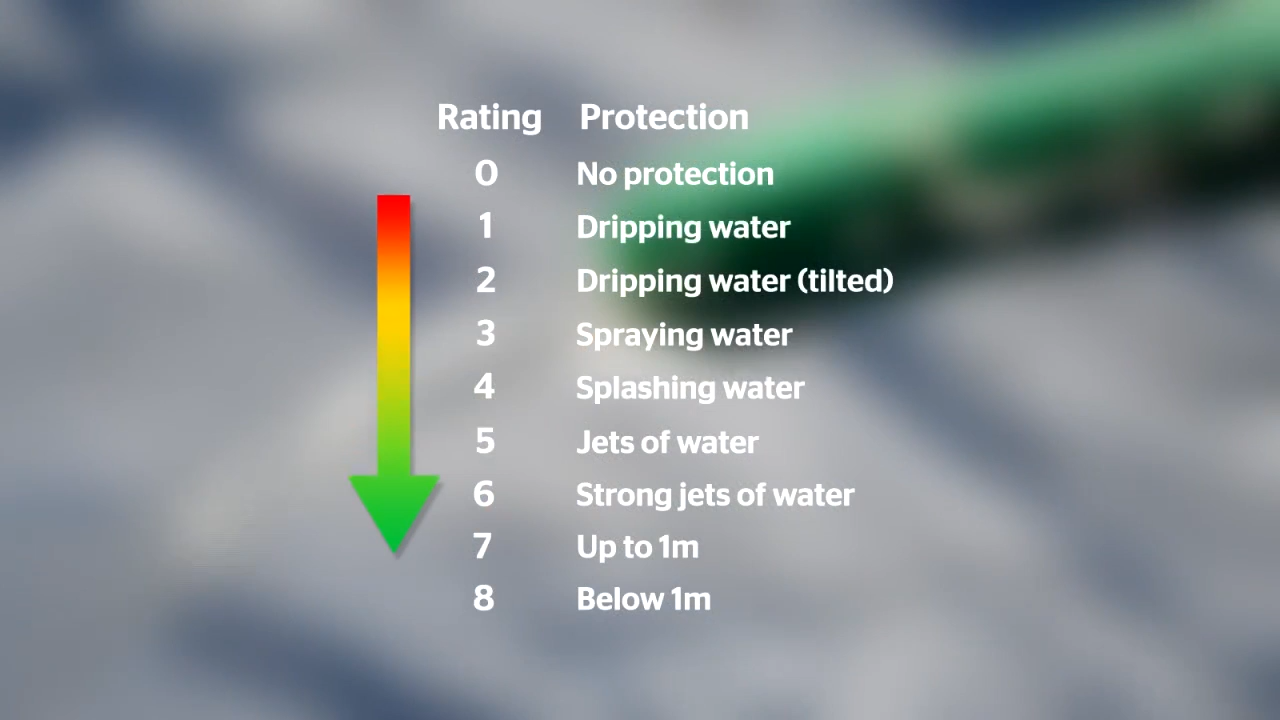 Rating Protection
0 No protection
1 Dripping water
2 Dripping water (tilted)
3 Spraying water
4 Splashing water
5 Jets of water
6 Strong jets of water
7 Up to 1m
8 Below 1m